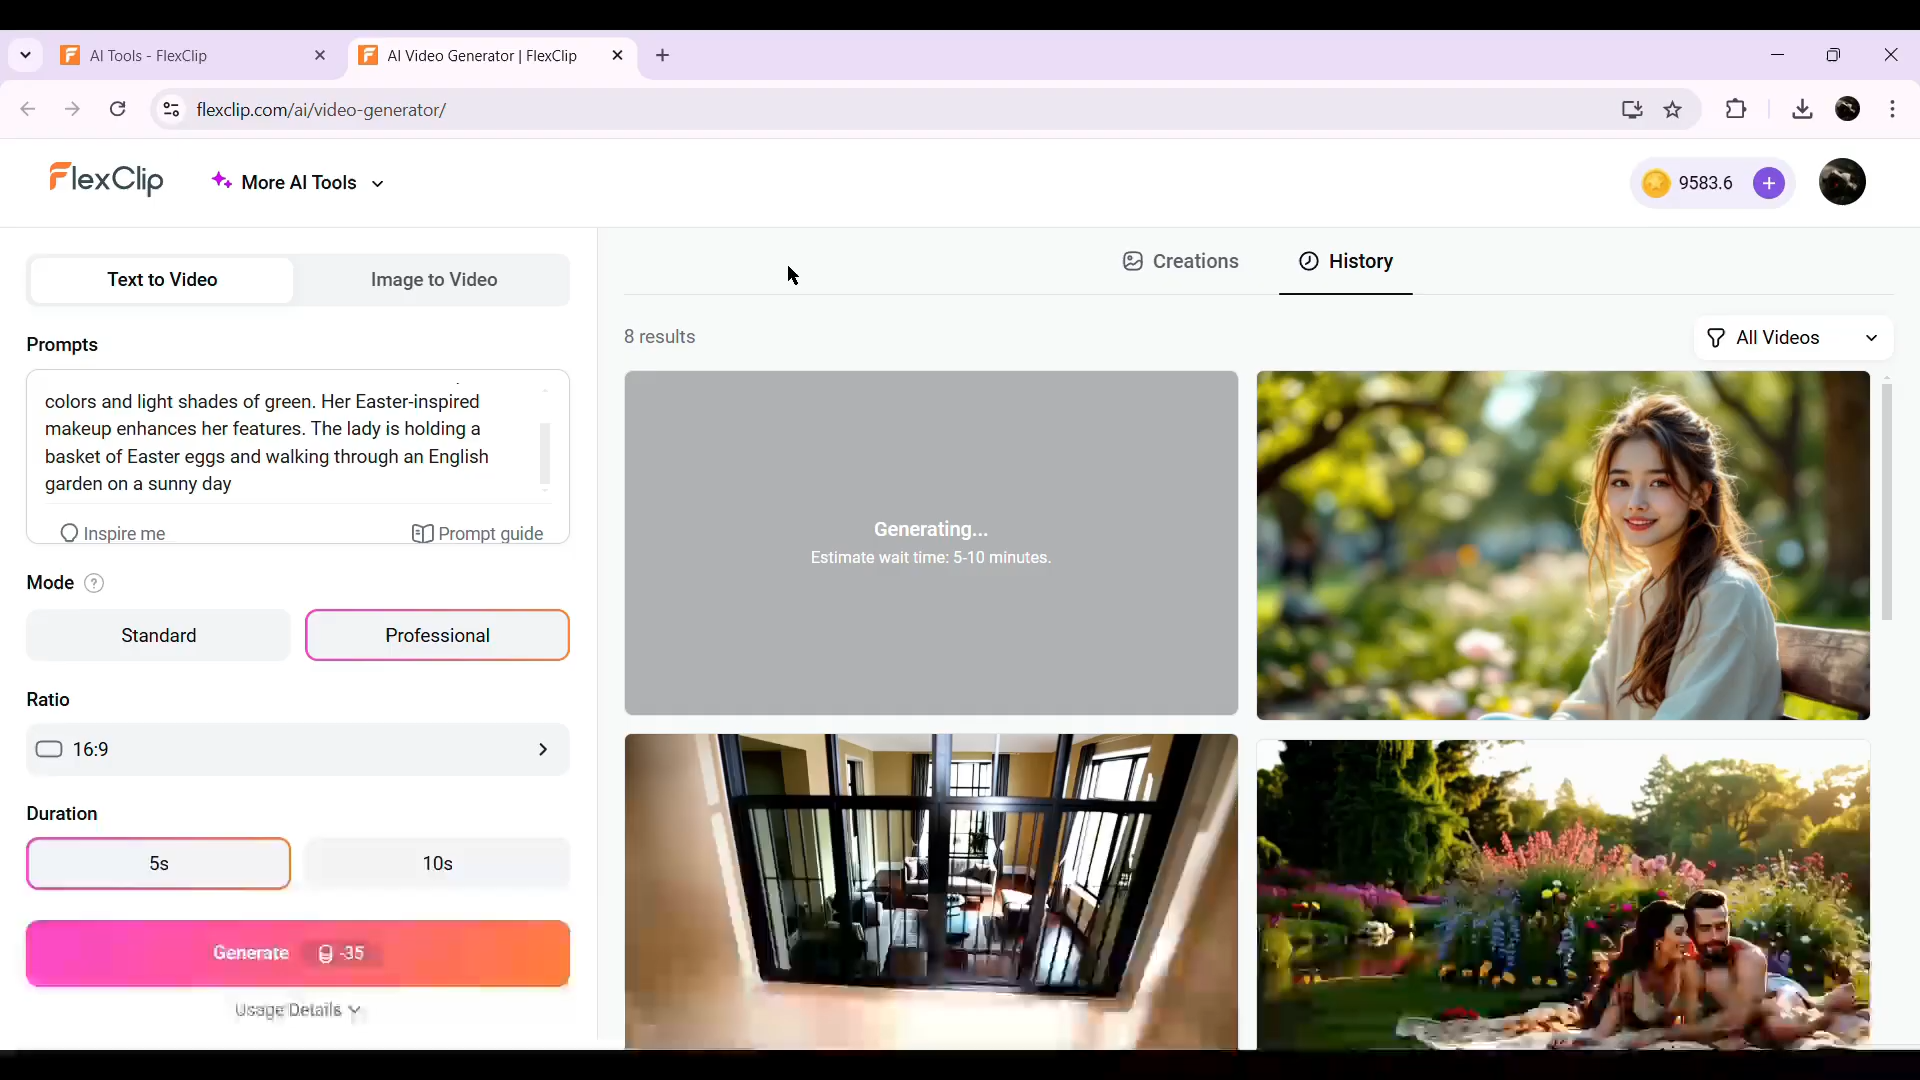 AI Tools - FlexClip
AI Video Generator | FlexClip
flexclip.com/ai/video-generator/
FlexClip
More AI Tools
9583.6
Text to Video
Image to Video
Creations
History
Prompts
8 results
All Videos
colors and light shades of green. Her Easter-inspired
makeup enhances her features. The lady is holding a
basket of Easter eggs and walking through an English
garden on a sunny day
Inspire me
Prompt guide
Generating...
Estimate wait time: 5-10 minutes.
Mode ?
Standard
Professional
Ratio
16:9
Duration
5s
10s
Generate -35
Usage Details